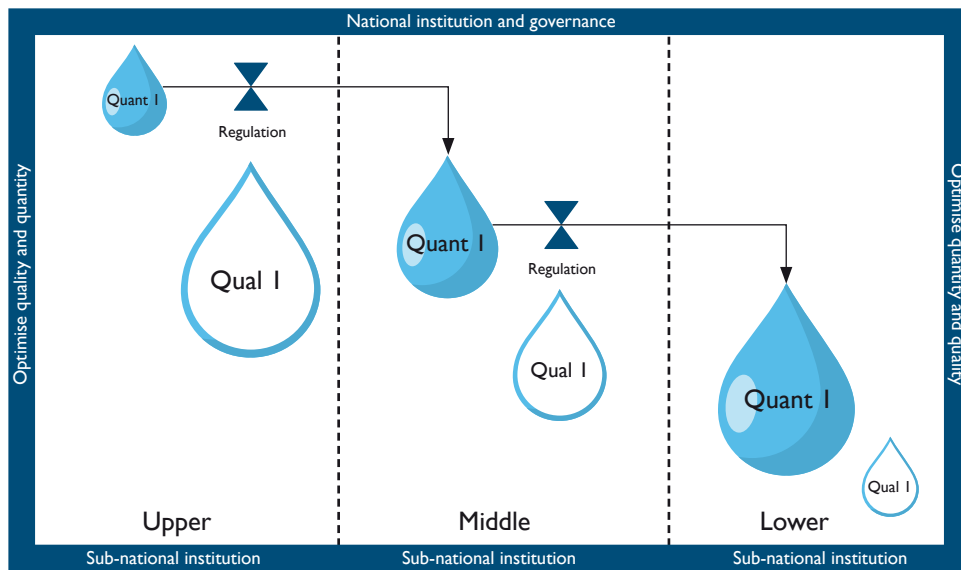 National institution and governance
Optimise quality and quantity
Quant 1
Regulation
Qual 1
Quant 1
Regulation
Qual 1
Quant 1
Qual 1
Optimise quantity and quality
Upper
Middle
Lower
Sub-national institution
Sub-national institution
Sub-national institution